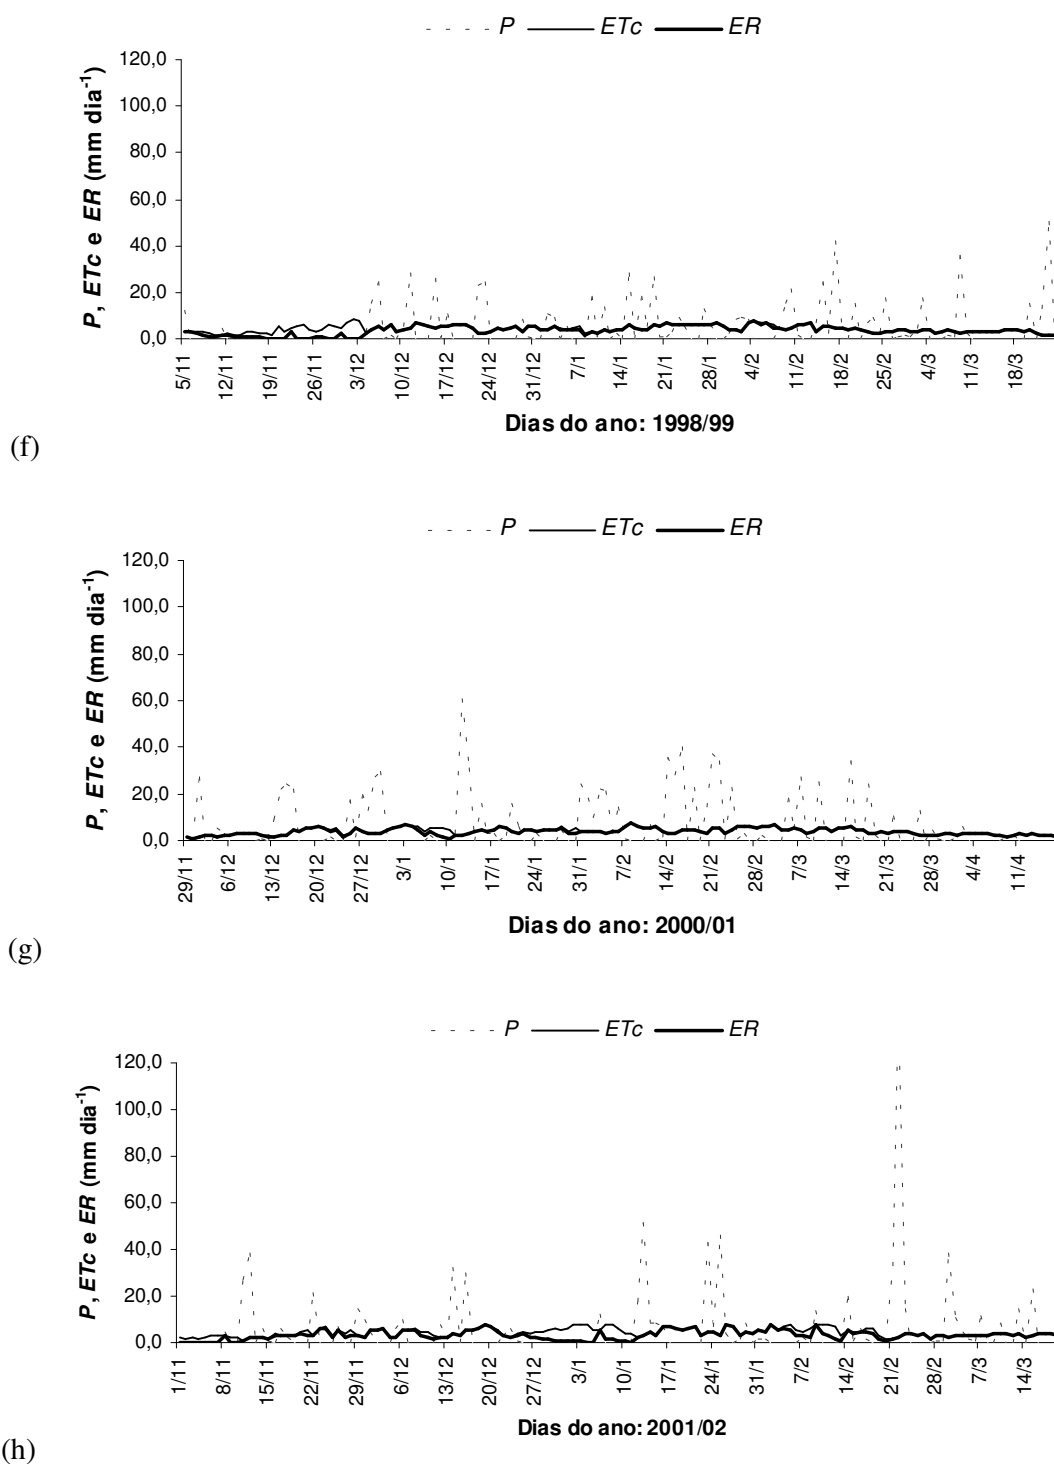 P ETc ER
P, ETc e ER (mm dia-1)
120,0
100,0
80,0
60,0
40,0
20,0
0,0
5/11 12/11 19/11 26/11 3/12 10/12 17/12 24/12 31/12 7/1 14/1 21/1 28/1 4/2 11/2 18/2 25/2 4/3 11/3 18/3
Dias do ano: 1998/99
(f)
P ETc ER
P, ETc e ER (mm dia-1)
120,0
100,0
80,0
60,0
40,0
20,0
0,0
29/11 6/12 13/12 20/12 27/12 3/1 10/1 17/1 24/1 31/1 7/2 14/2 21/2 28/2 7/3 14/3 21/3 28/3 4/4 11/4
Dias do ano: 2000/01
(g)
P ETc ER
P, ETc e ER (mm dia-1)
120,0
100,0
80,0
60,0
40,0
20,0
0,0
1/11 8/11 15/11 22/11 29/11 6/12 13/12 20/12 27/12 3/1 10/1 17/1 24/1 31/1 7/2 14/2 21/2 28/2 7/3 14/3
Dias do ano: 2001/02
(h)